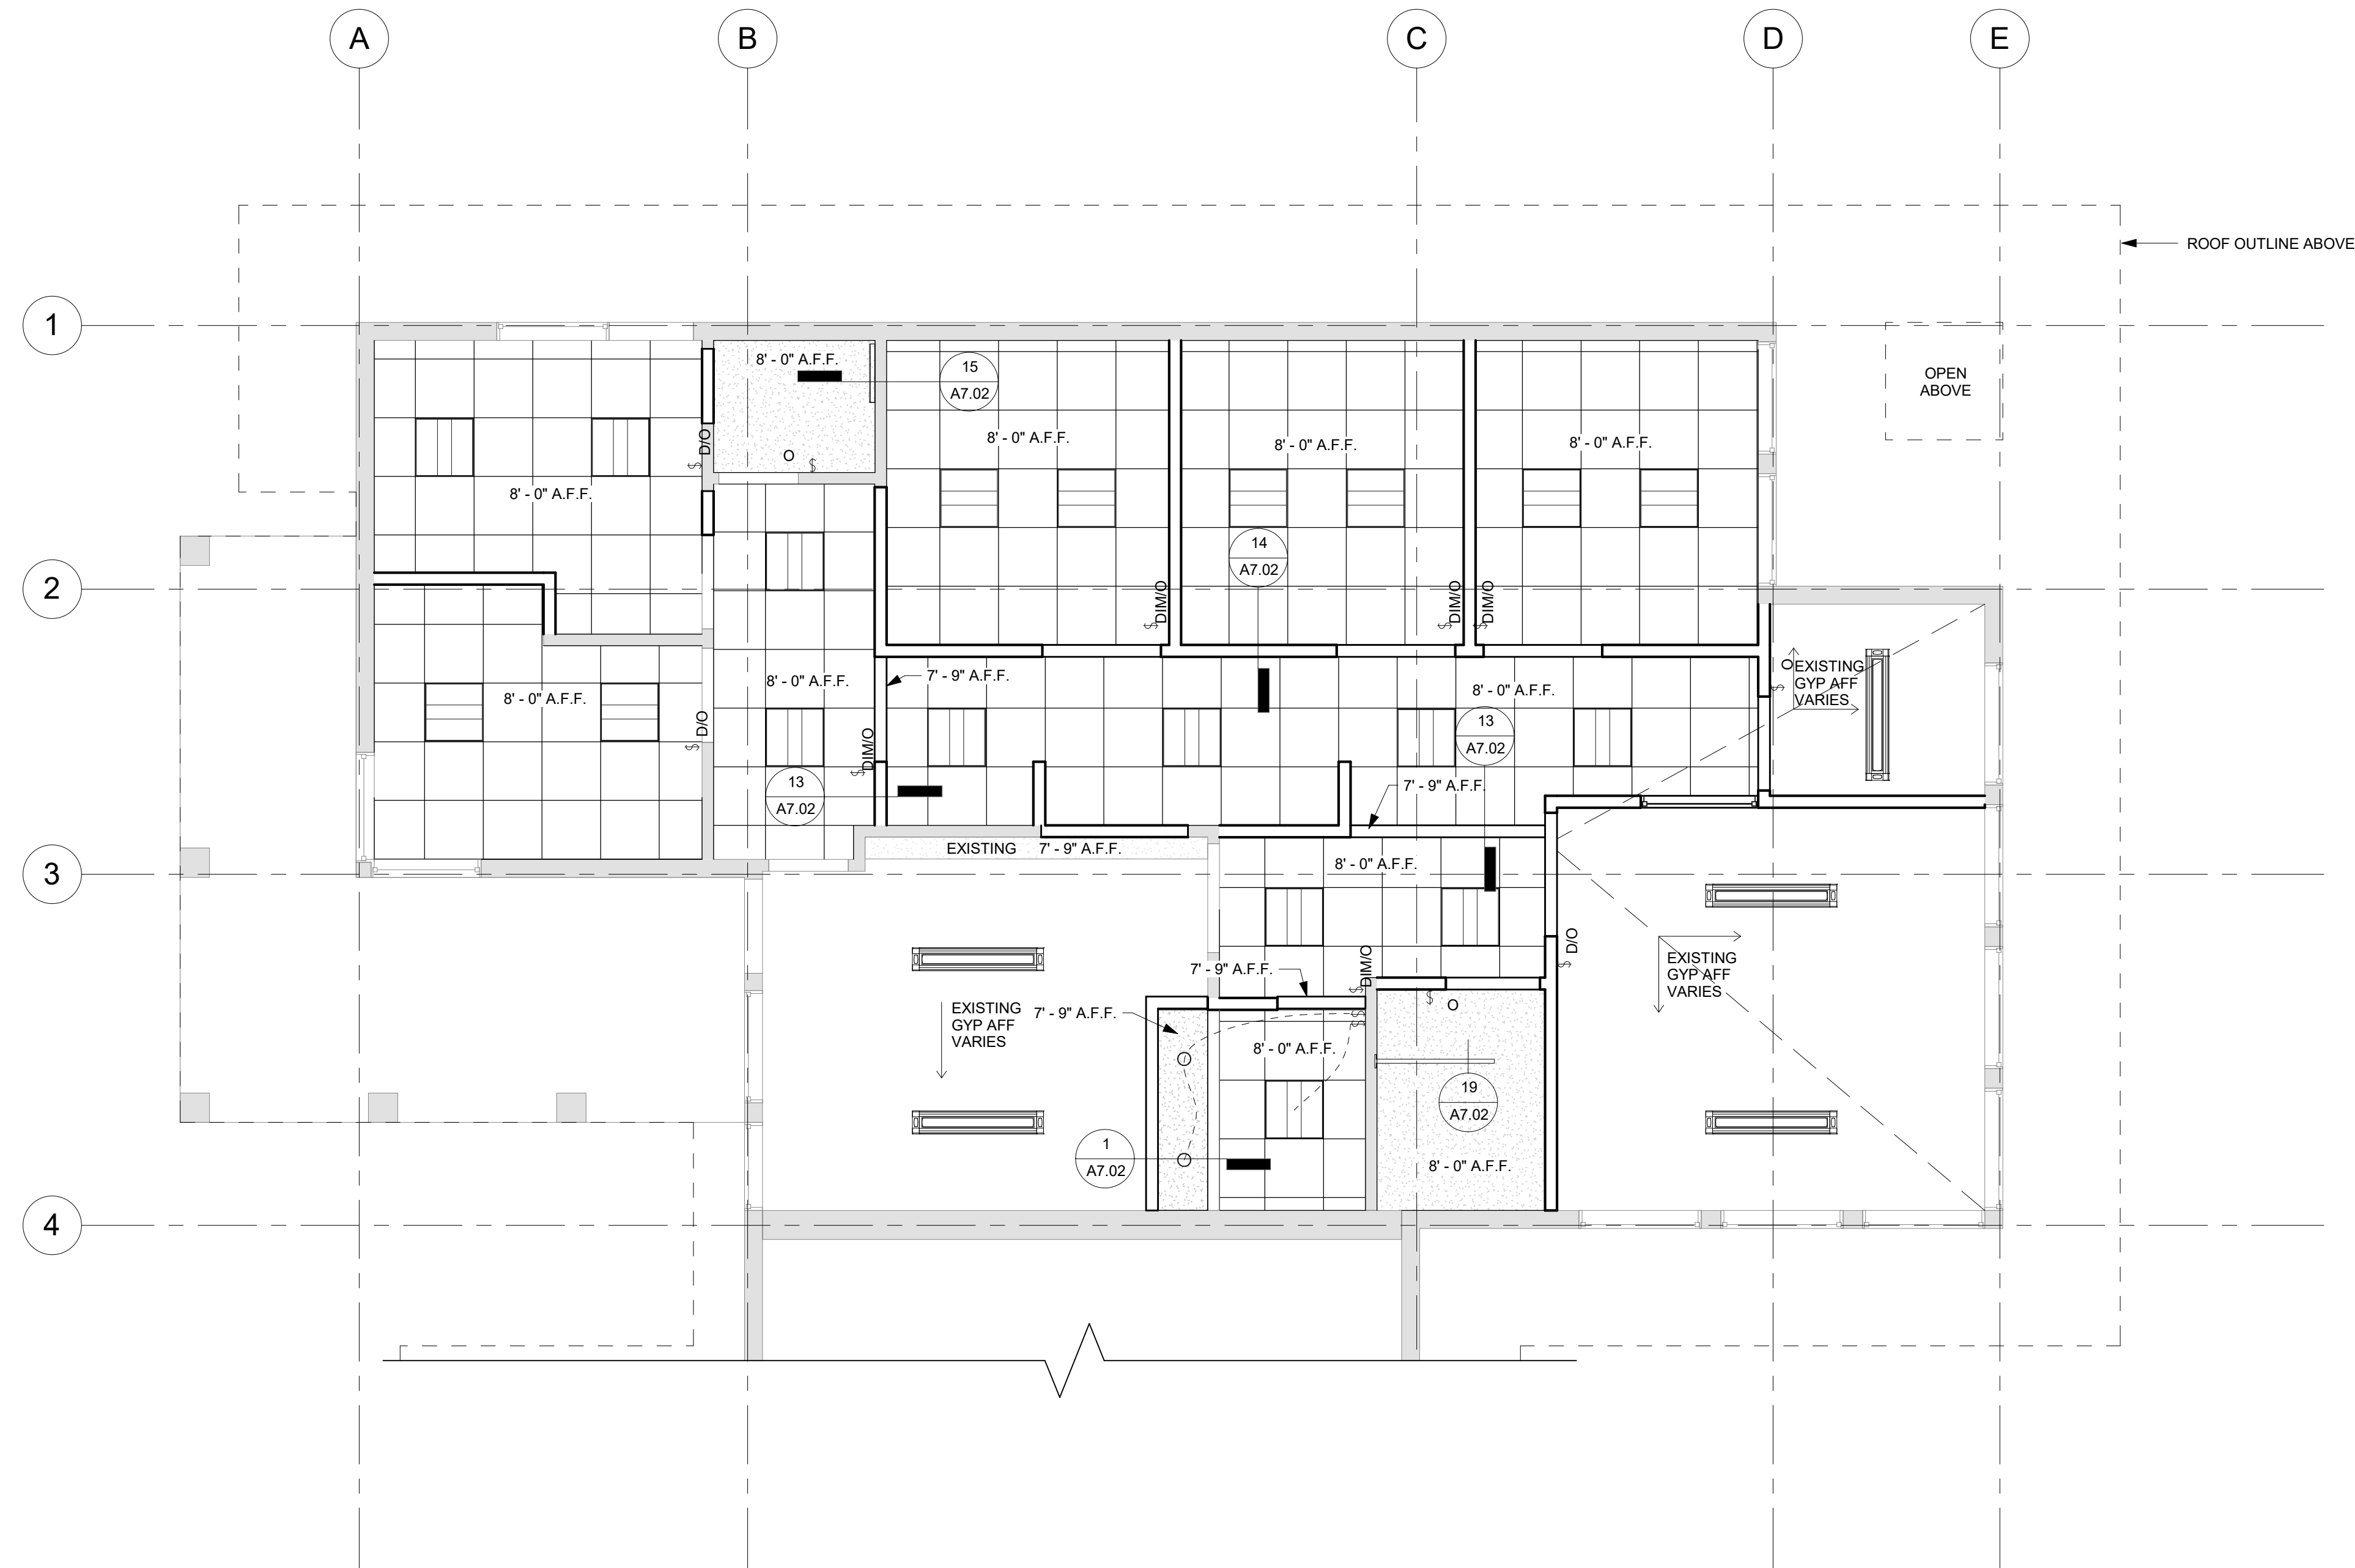 A
B
C
D
E
ROOF OUTLINE ABOVE
1
8' - 0" A.F.F.
15
A7.02
OPEN
ABOVE
8' - 0" A.F.F.
8' - 0" A.F.F.
8' - 0" A.F.F.
D/O
$
O
$
8' - 0" A.F.F.
14
A7.02
2
DIM/O
$
DIM/O
$
DIM/O
$
O
EXISTING
GYP AFF
VARIES
$
8' - 0" A.F.F.
7' - 9" A.F.F.
8' - 0" A.F.F.
8' - 0" A.F.F.
D/O
$
DIM/O
$
13
A7.02
13
A7.02
7' - 9" A.F.F.
EXISTING
7' - 9" A.F.F.
3
8' - 0" A.F.F.
D/O
$
EXISTING
GYP AFF
VARIES
7' - 9" A.F.F.
DIM/O
$
$
O
EXISTING
GYP AFF
VARIES
7' - 9" A.F.F.
$$
8' - 0" A.F.F.
19
A7.02
1
A7.02
8' - 0" A.F.F.
4